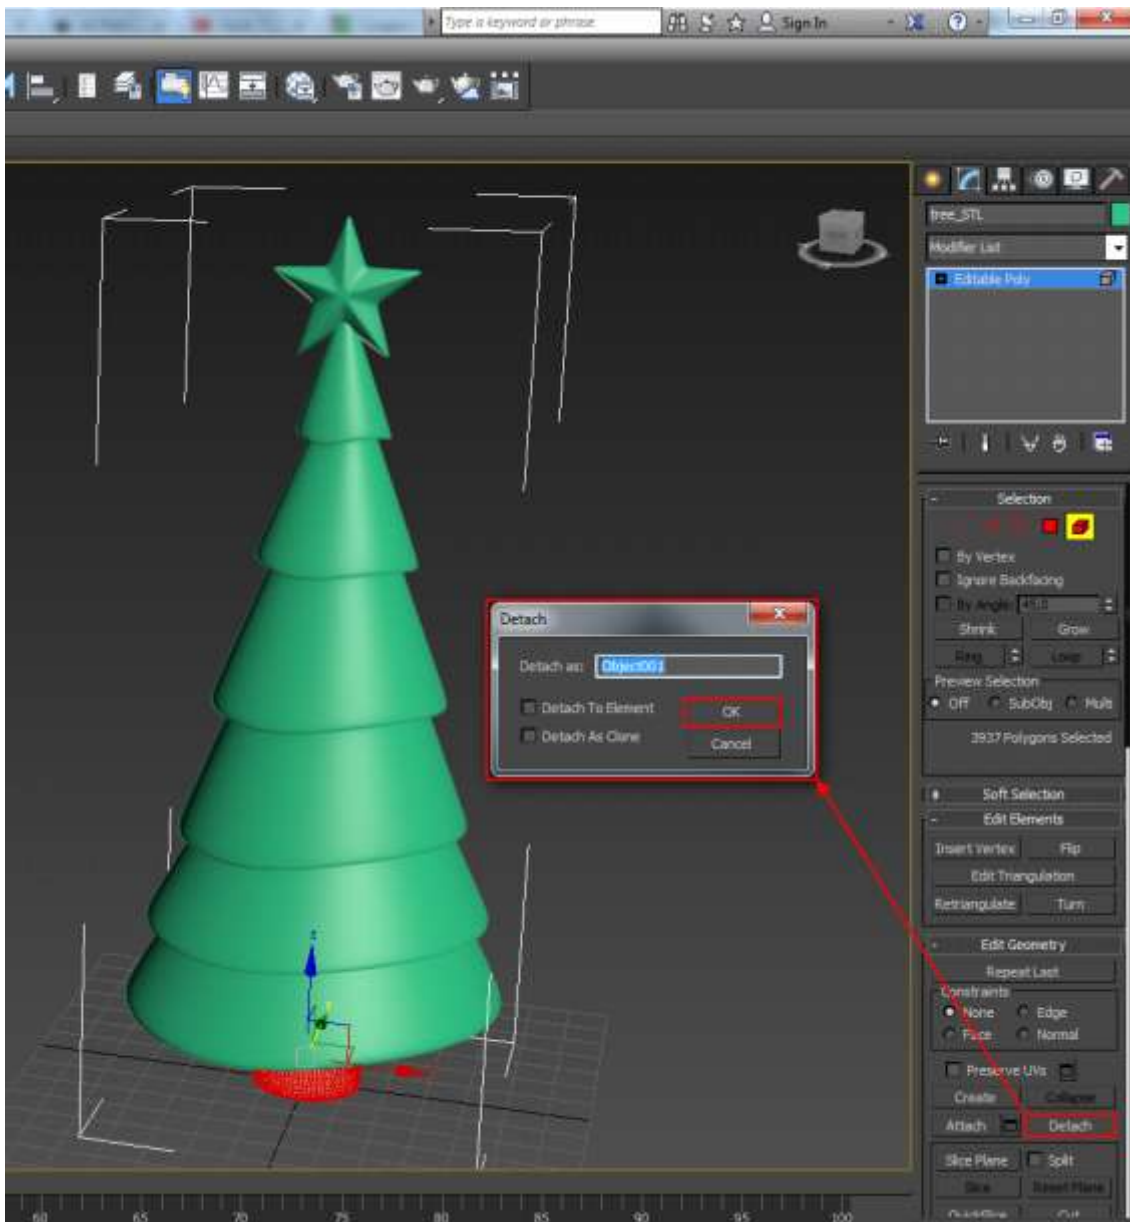 Type a keyword or phrase
Sign In
tree_STL
Modifier List
Editable Poly
Selection
By Vertex
Ignore Backfacing
By Angle: 45.0
Shrink Grow
Ring Loop
Preview Selection
Off SubObj Multi
3937 Polygons Selected
Detach
Detach as: Object001
Detach To Element
OK
Detach As Clone
Cancel
Soft Selection
Edit Elements
Insert Vertex Flip
Edit Triangulation
Retriangulate Turn
Edit Geometry
Repeat Last
Constraints
None Edge
Face Normal
Preserve UVs
Create Collapse
Attach Detach
Slice Plane Split
Slice Reset Plane
QuickSlice Cut
z
60 65 70 75 80 85 90 95 100